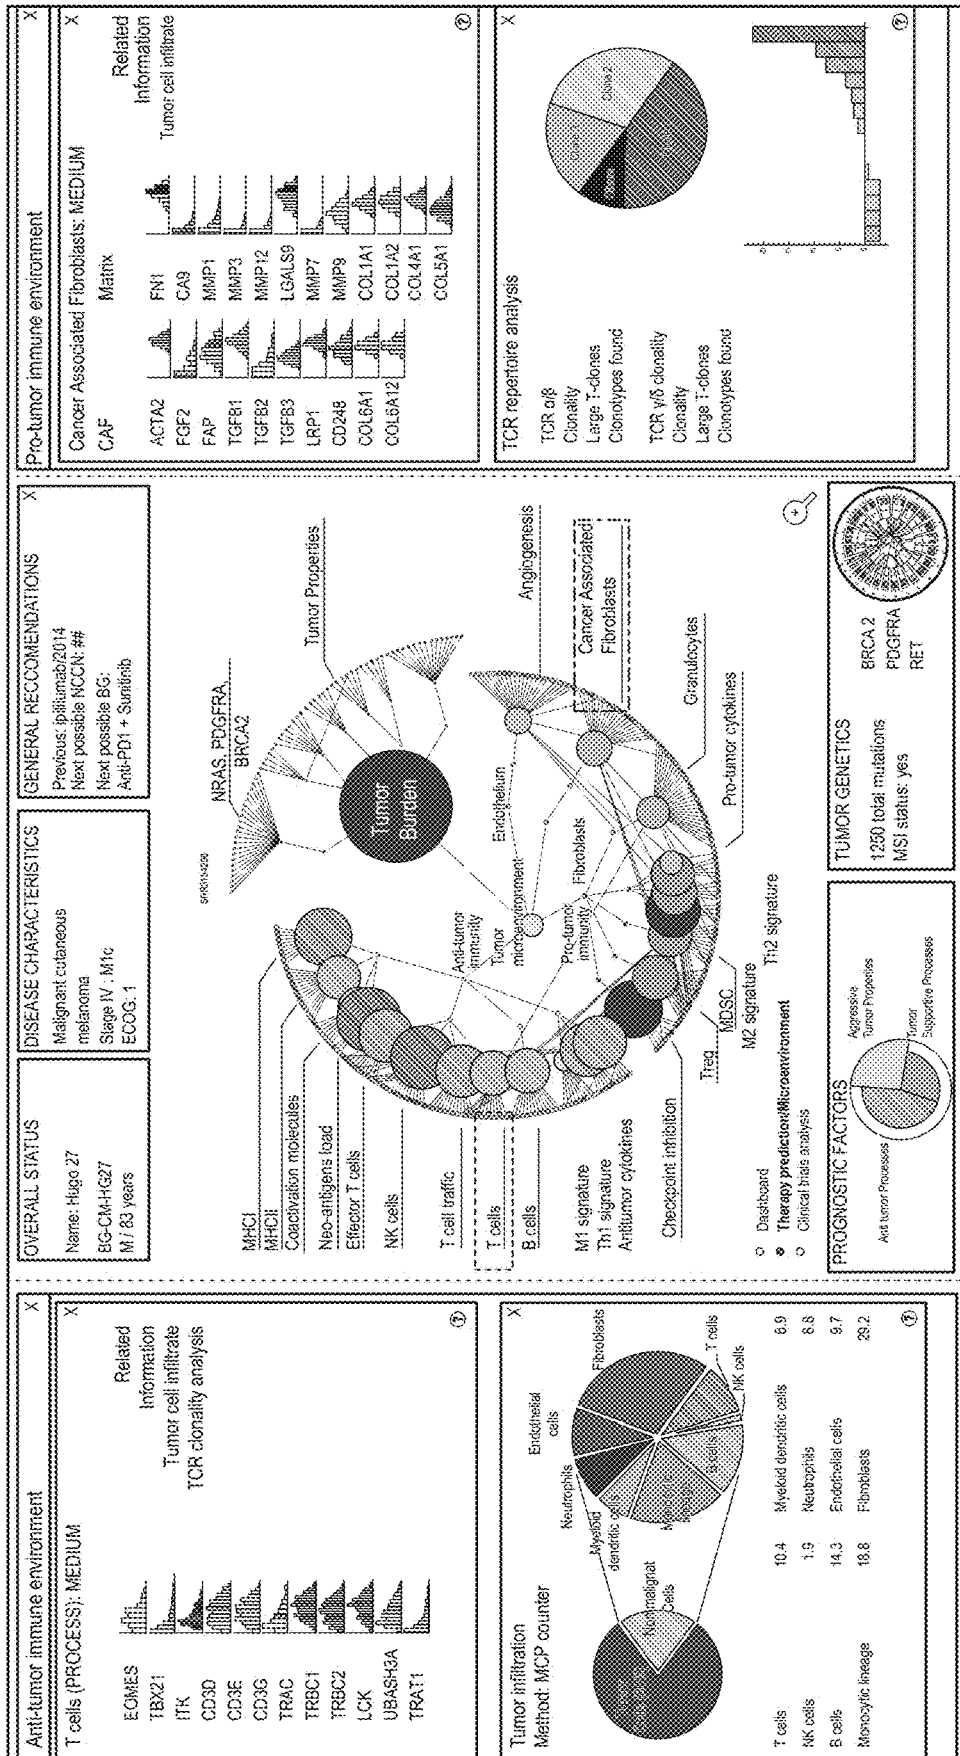 Anti-tumor immune environment X
T cells (PROCESS): MEDIUM X
EOMES
TBX21
ITK
CD3D
CD3E
CD3G
TRAC
TRBC1
TRBC2
LCK
UBASH3A
TRAT1
Related
Information
Tumor cell infiltrate
TCR clonality analysis
?
Tumor infiltration X
Method: MCP counter
Nonmalignat
Cells
Neutrophils
Endothelial
cells
Fibroblasts
Myeloid
dendritic cells
T cells
NK cells
T cells 10.4 Myeloid dendritic cells 6.9
NK cells 1.9 Neutrophils 8.8
B cells 14.3 Endothelial cells 9.7
Monocytic lineage 18.8 Fibroblasts 29.2
?
OVERALL STATUS
Name: Hugo 27
BG-CM-HG27
M / 83 years
DISEASE CHARACTERISTICS
Malignant cutaneous
melanoma
Stage IV : M1c
ECOG: 1
GENERAL RECCOMENDATIONS X
Previous: ipilitumab/2014
Next possible NCCN: ##
Next possible BG:
Anti-PD1 + Sunitinib
NRAS, PDGFRA,
BRCA2
MHCI
MHCII
Coactivation molecules
Neo-antigens load
Effector T cells
NK cells
T cell traffic
T cells
B cells
M1 signature
Th1 signature
Antitumor cytokines
Checkpoint inhibition
Treg
MDSC
M2 signature
Th2 signature
Tumor
Burden
Tumor Properties
Anti-tumor
immunity
Tumor
microenvironment
Pro-tumor
immunity
Endothelium
Fibroblasts
Angiogenesis
Cancer Associated
Fibroblasts
Granulocytes
Pro-tumor cytokines
Dashboard
Therapy prediction/Microenvironment
Clinical trials analysis
PROGNOSTIC FACTORS
Anti tumor Processes
Aggressive
Tumor Properties
Tumor
Supportive Processes
TUMOR GENETICS
1250 total mutations
MSI status: yes
BRCA 2
PDGFRA
RET
Pro-tumor immune environment X
Cancer Associated Fibroblasts: MEDIUM X
CAF Matrix
ACTA2 FN1
FGF2 CA9
FAP MMP1
TGFB1 MMP3
TGFB2 MMP12
TGFB3 LGALS9
LRP1 MMP7
CD248 MMP9
COL6A1 COL1A1
COL6A12 COL1A2
COL4A1
COL5A1
Related
Information
Tumor cell infiltrate
?
TCR repertoire analysis X
TCR α/β
Clonality
Large T-clones
Clonotypes found
TCR γ/δ clonality
Clonality
Large T-clones
Clonotypes found
Clone 2
?